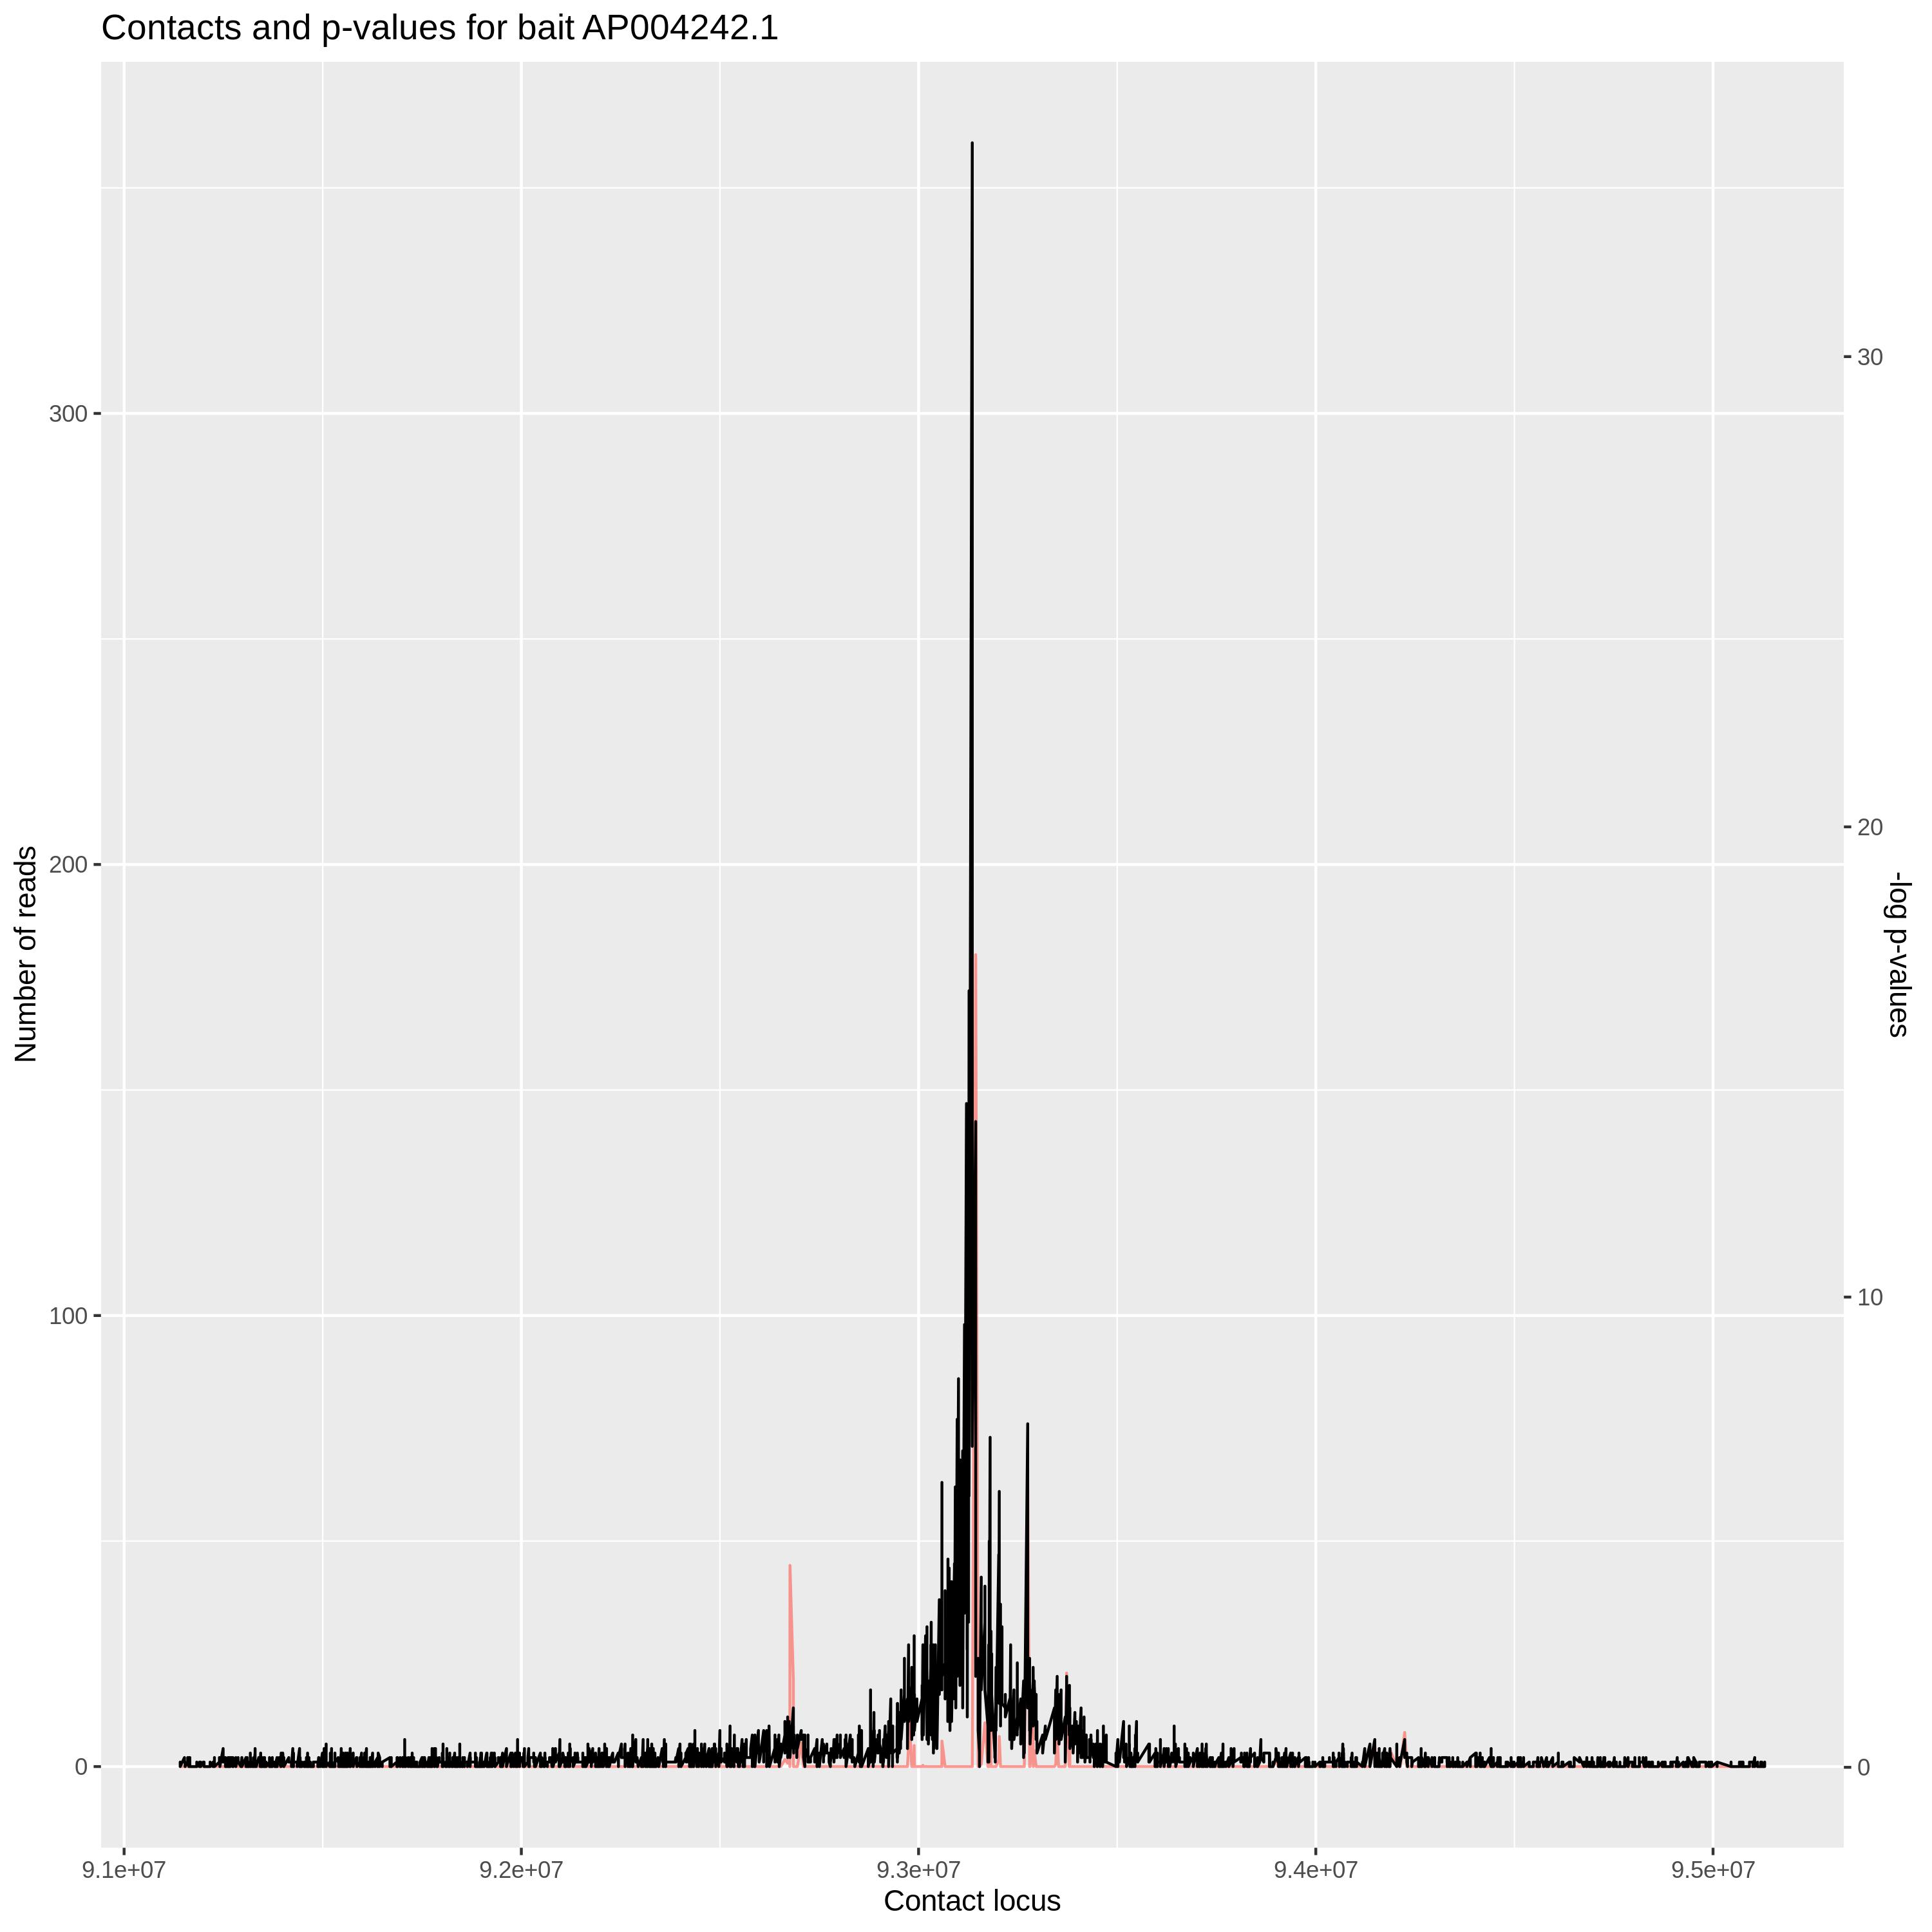 Contacts and p-values for bait AP004242.1
300
200
100
0
Number of reads
30
20
10
0
-log p-values
9.1e+07
9.2e+07
9.3e+07
9.4e+07
9.5e+07
Contact locus